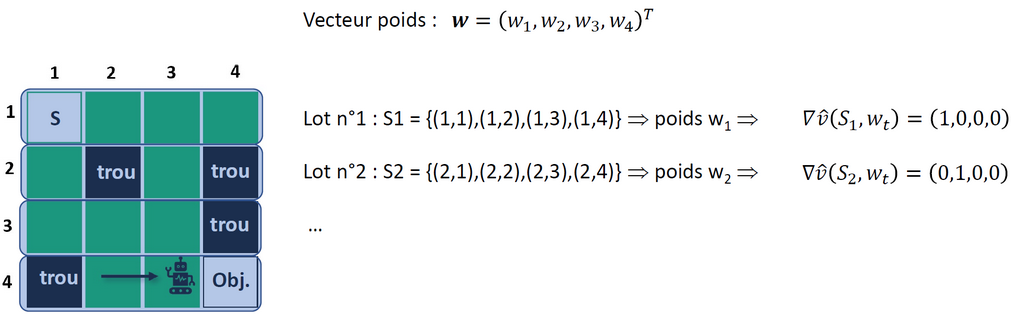 Vecteur poids : w = (w₁, w₂, w₃, w₄)ᵀ
1 2 3 4
1 S
Lot n°1 : S1 = {(1,1),(1,2),(1,3),(1,4)} ⇒ poids w₁ ⇒ ∇v̂(S₁, wₜ) = (1,0,0,0)
2 trou trou
Lot n°2 : S2 = {(2,1),(2,2),(2,3),(2,4)} ⇒ poids w₂ ⇒ ∇v̂(S₂, wₜ) = (0,1,0,0)
3 trou
...
4 trou Obj.